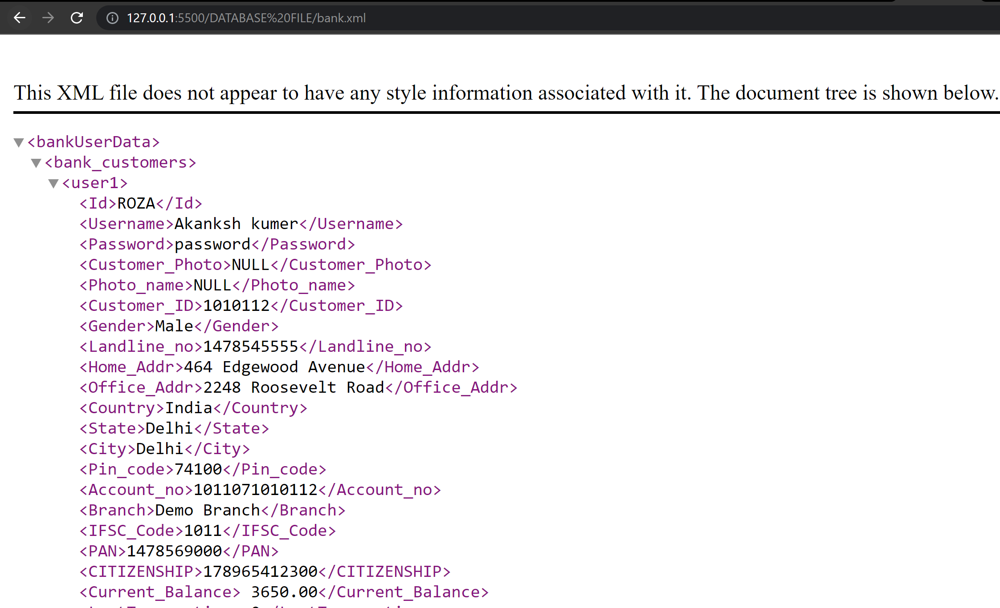 127.0.0.1:5500/DATABASE%20FILE/bank.xml
This XML file does not appear to have any style information associated with it. The document tree is shown below.
<bankUserData>
<bank_customers>
<user1>
<Id>ROZA</Id>
<Username>Akanksh kumer</Username>
<Password>password</Password>
<Customer_Photo>NULL</Customer_Photo>
<Photo_name>NULL</Photo_name>
<Customer_ID>1010112</Customer_ID>
<Gender>Male</Gender>
<Landline_no>1478545555</Landline_no>
<Home_Addr>464 Edgewood Avenue</Home_Addr>
<Office_Addr>2248 Roosevelt Road</Office_Addr>
<Country>India</Country>
<State>Delhi</State>
<City>Delhi</City>
<Pin_code>74100</Pin_code>
<Account_no>1011071010112</Account_no>
<Branch>Demo Branch</Branch>
<IFSC_Code>1011</IFSC_Code>
<PAN>1478569000</PAN>
<CITIZENSHIP>178965412300</CITIZENSHIP>
<Current_Balance> 3650.00</Current_Balance>